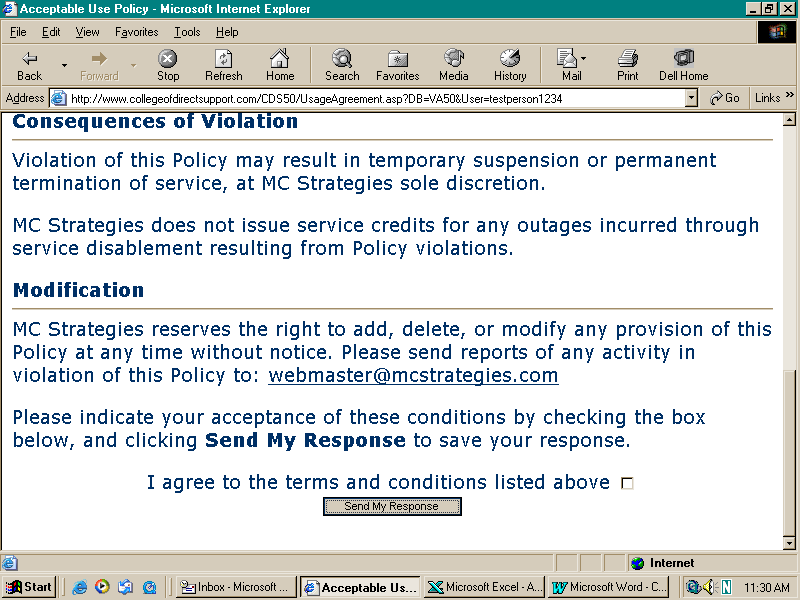 Acceptable Use Policy - Microsoft Internet Explorer
File Edit View Favorites Tools Help
Back Forward Stop Refresh Home Search Favorites Media History Mail Print Dell Home
Address http://www.collegeofdirectsupport.com/CDS50/UsageAgreement.asp?DB=VA50&User=testperson1234 Go Links »
Consequences of Violation
Violation of this Policy may result in temporary suspension or permanent
termination of service, at MC Strategies sole discretion.
MC Strategies does not issue service credits for any outages incurred through
service disablement resulting from Policy violations.
Modification
MC Strategies reserves the right to add, delete, or modify any provision of this
Policy at any time without notice. Please send reports of any activity in
violation of this Policy to: webmaster@mcstrategies.com
Please indicate your acceptance of these conditions by checking the box
below, and clicking Send My Response to save your response.
I agree to the terms and conditions listed above
Send My Response
Internet
Start Inbox - Microsoft ... Acceptable Us... Microsoft Excel - A... Microsoft Word - C... 11:30 AM